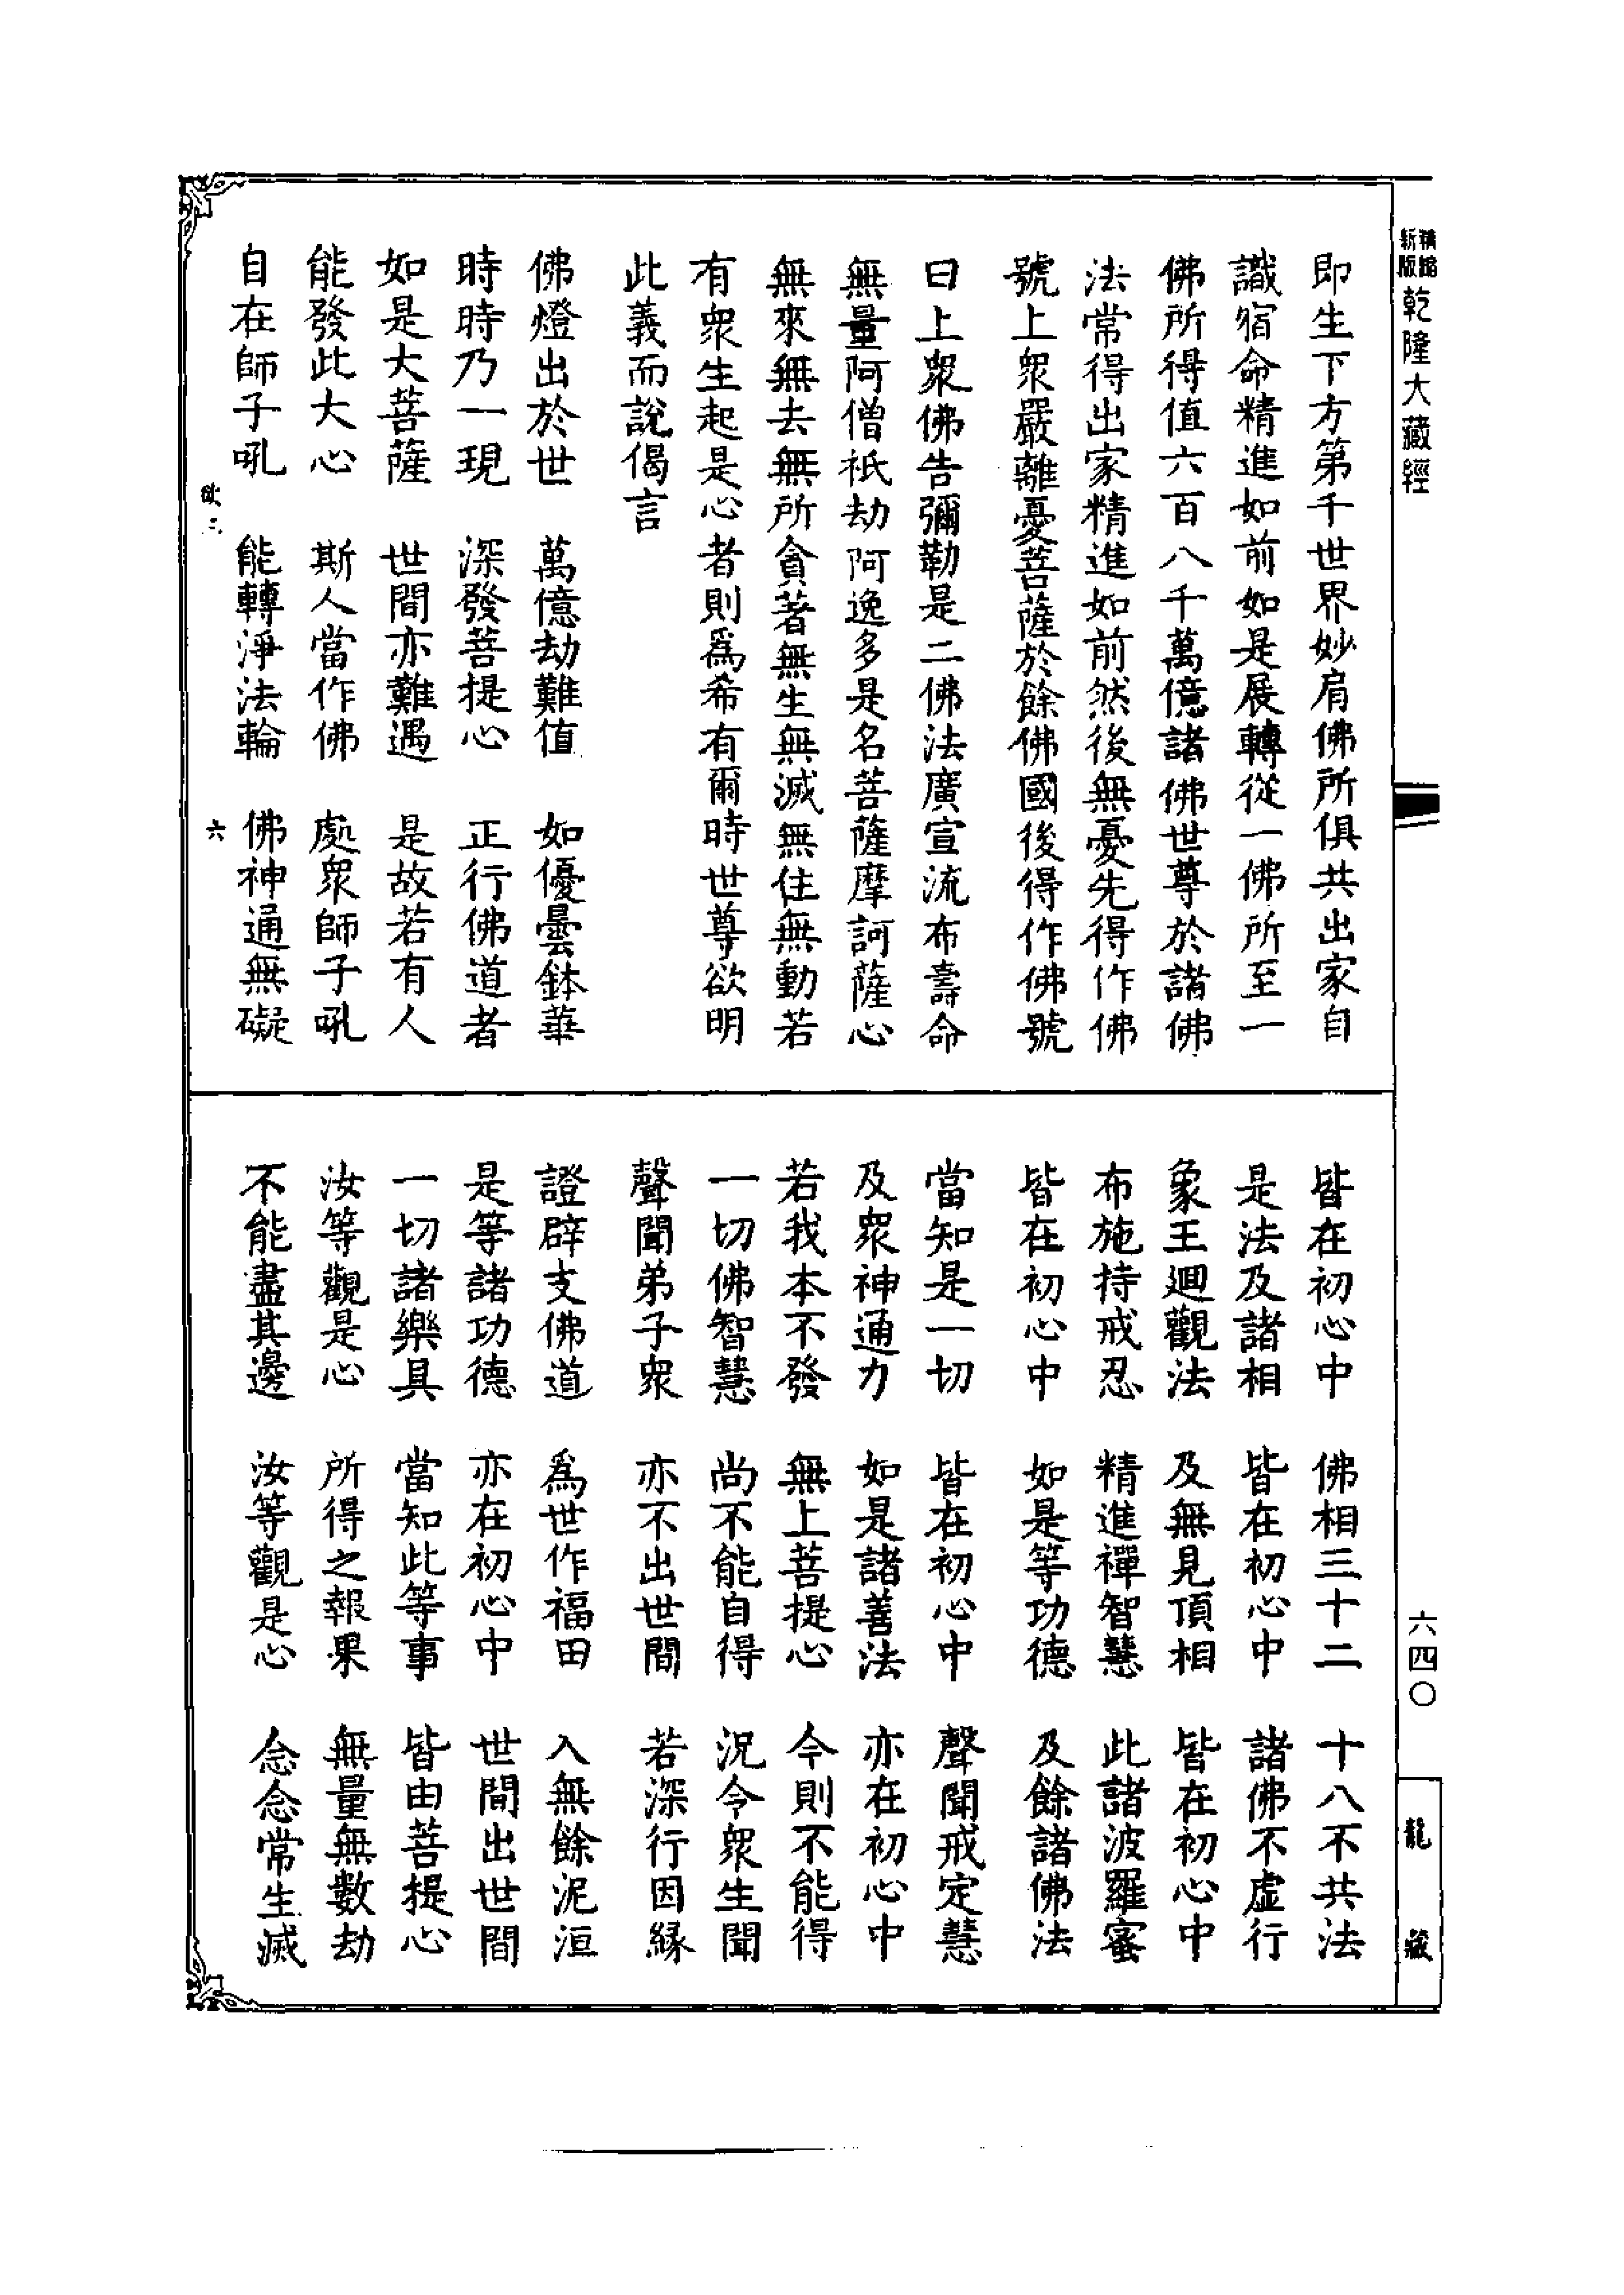 精縮
新版
乾隆大藏經
即生下方第千世界妙肩佛所俱共出家自
識宿命精進如前如是展轉從一佛所至一
佛所得值六百八千萬億諸佛世尊於諸佛
法常得出家精進如前然後無憂先得作佛
號上衆嚴離憂菩薩於餘佛國後得作佛號
曰上衆佛告彌勒是二佛法廣宣流布壽命
無量阿僧祇劫阿逸多是名菩薩摩訶薩心
無來無去無所貪著無生無滅無住無動若
有衆生起是心者則爲希有爾時世尊欲明
此義而說偈言
佛燈出於世　萬億劫難值　如優曇鉢華
時時乃一現　深發菩提心　正行佛道者
如是大菩薩　世間亦難遇　是故若有人
能發此大心　斯人當作佛　處衆師子吼
自在師子吼　能轉淨法輪　佛神通無礙
欲三　六
皆在初心中　佛相三十二　十八不共法
是法及諸相　皆在初心中　諸佛不虛行
象王迴觀法　及無見頂相　皆在初心中
布施持戒忍　精進禪智慧　此諸波羅蜜
皆在初心中　如是等功德　及餘諸佛法
當知是一切　皆在初心中　聲聞戒定慧
及衆神通力　如是諸善法　亦在初心中
若我本不發　無上菩提心　今則不能得
一切佛智慧　尚不能自得　況令衆生聞
聲聞弟子衆　亦不出世間　若深行因緣
證辟支佛道　爲世作福田　入無餘泥洹
是等諸功德　亦在初心中　世間出世間
一切諸樂具　當知此等事　皆由菩提心
汝等觀是心　所得之報果　無量無數劫
不能盡其邊　汝等觀是心　念念常生滅
六四〇
龍藏